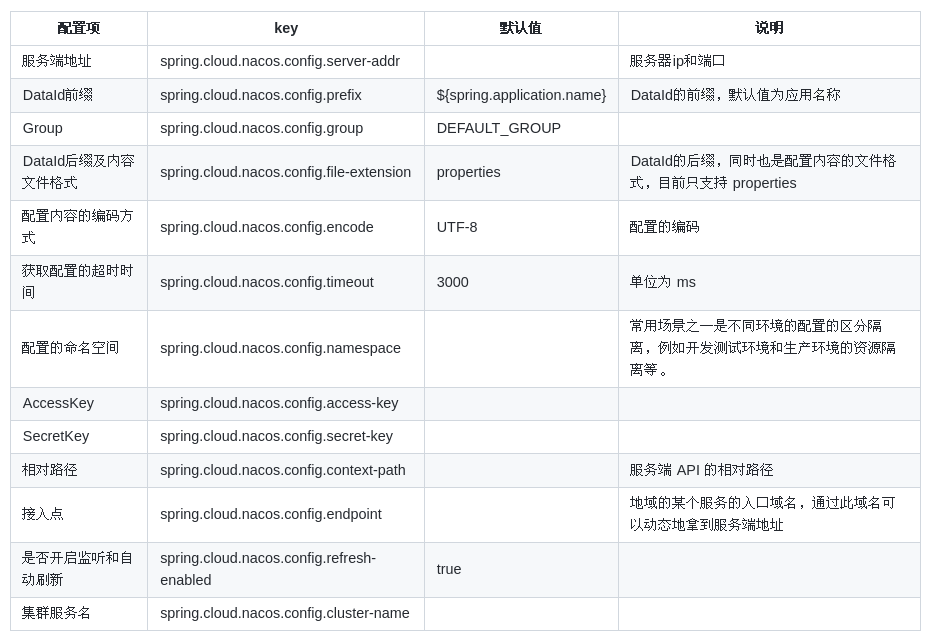 配置项 key 默认值 说明
服务端地址 spring.cloud.nacos.config.server-addr 服务器ip和端口
DataId前缀 spring.cloud.nacos.config.prefix ${spring.application.name} DataId的前缀，默认值为应用名称
Group spring.cloud.nacos.config.group DEFAULT_GROUP
DataId后缀及内容
文件格式
spring.cloud.nacos.config.file-extension properties
DataId的后缀，同时也是配置内容的文件格
式，目前只支持 properties
配置内容的编码方
式
spring.cloud.nacos.config.encode UTF-8 配置的编码
获取配置的超时时
间
spring.cloud.nacos.config.timeout 3000 单位为 ms
配置的命名空间 spring.cloud.nacos.config.namespace
常用场景之一是不同环境的配置的区分隔
离，例如开发测试环境和生产环境的资源隔
离等 。
AccessKey spring.cloud.nacos.config.access-key
SecretKey spring.cloud.nacos.config.secret-key
相对路径 spring.cloud.nacos.config.context-path 服务端 API 的相对路径
接入点 spring.cloud.nacos.config.endpoint
地域的某个服务的入口域名，通过此域名可
以动态地拿到服务端地址
是否开启监听和自
动刷新
spring.cloud.nacos.config.refresh-
enabled
true
集群服务名 spring.cloud.nacos.config.cluster-name